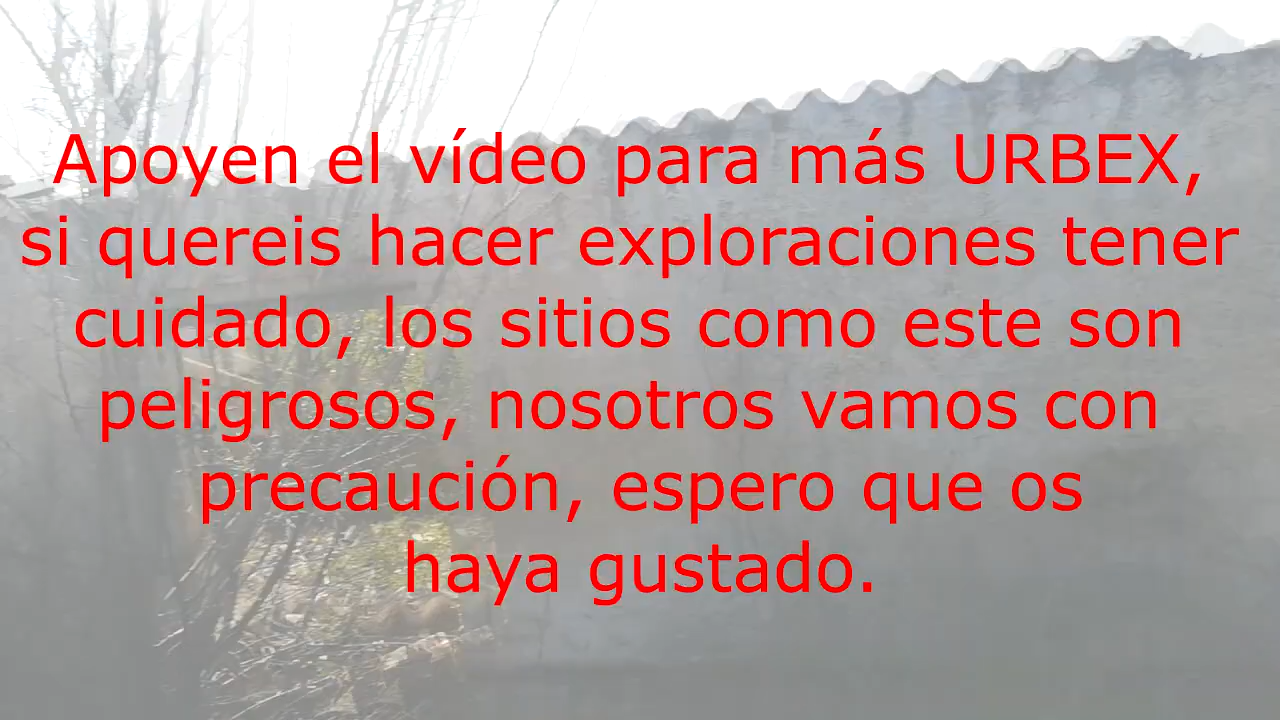 Apoyen el vídeo para más URBEX,
si quereis hacer exploraciones tener
cuidado, los sitios como este son
peligrosos, nosotros vamos con
precaución, espero que os
haya gustado.